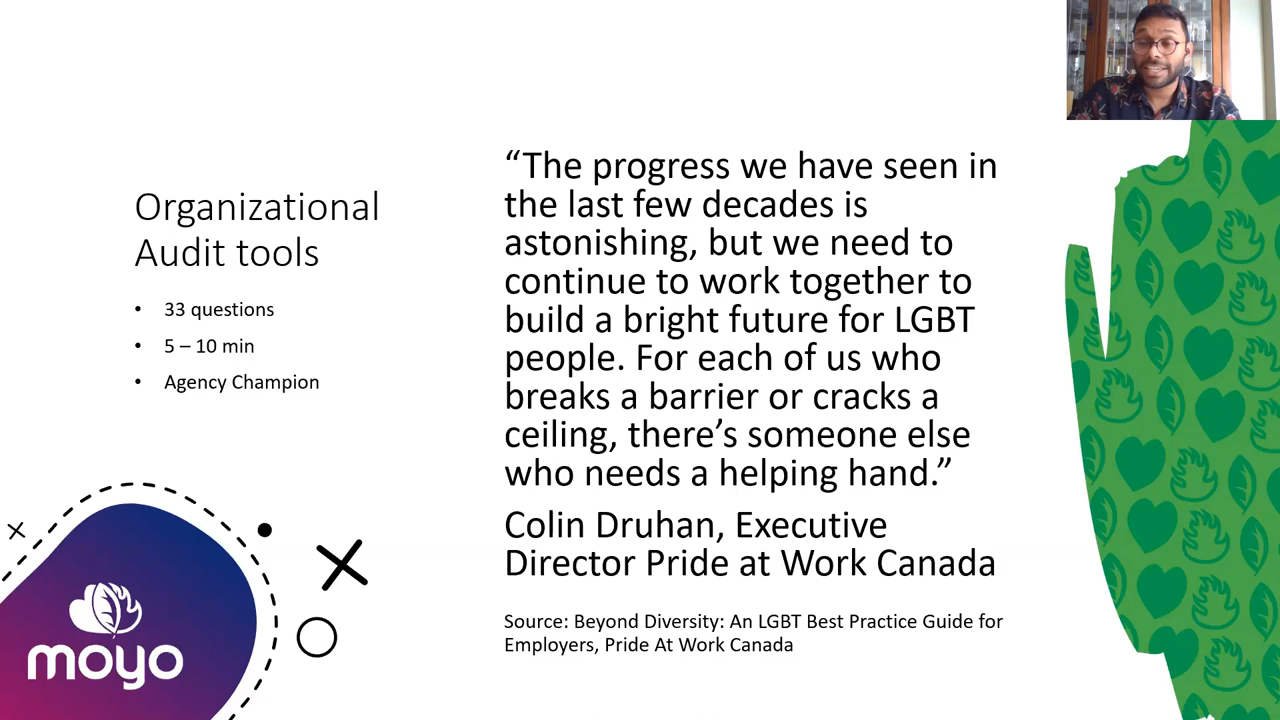 Organizational
Audit tools
• 33 questions
• 5 – 10 min
• Agency Champion
“The progress we have seen in
the last few decades is
astonishing, but we need to
continue to work together to
build a bright future for LGBT
people. For each of us who
breaks a barrier or cracks a
ceiling, there’s someone else
who needs a helping hand.”
Colin Druhan, Executive
Director Pride at Work Canada
Source: Beyond Diversity: An LGBT Best Practice Guide for
Employers, Pride At Work Canada
moyo